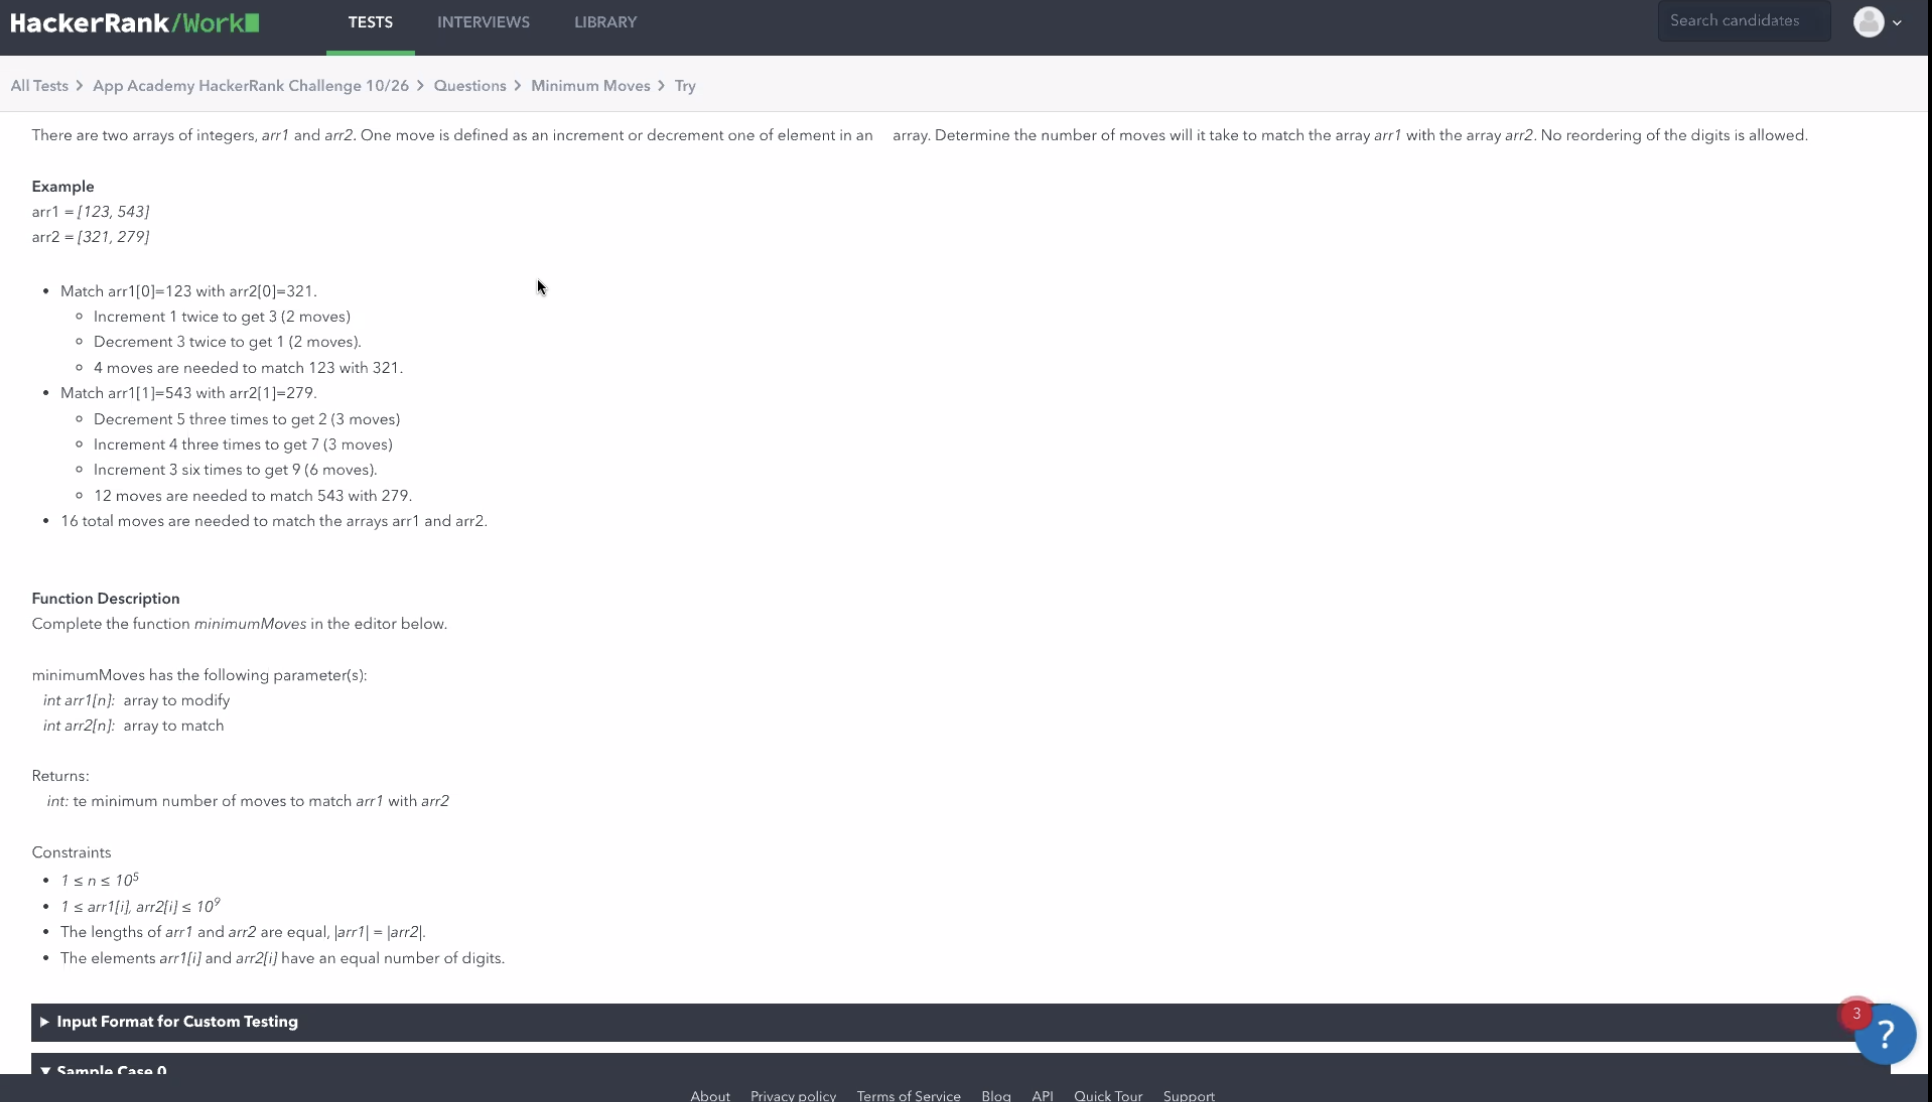 HackerRank/Work
TESTS
INTERVIEWS
LIBRARY
Search candidates
All Tests > App Academy HackerRank Challenge 10/26 > Questions > Minimum Moves > Try
There are two arrays of integers, arr1 and arr2. One move is defined as an increment or decrement one of element in an array. Determine the number of moves will it take to match the array arr1 with the array arr2. No reordering of the digits is allowed.
Example
arr1 = [123, 543]
arr2 = [321, 279]
• Match arr1[0]=123 with arr2[0]=321.
◦ Increment 1 twice to get 3 (2 moves)
◦ Decrement 3 twice to get 1 (2 moves).
◦ 4 moves are needed to match 123 with 321.
• Match arr1[1]=543 with arr2[1]=279.
◦ Decrement 5 three times to get 2 (3 moves)
◦ Increment 4 three times to get 7 (3 moves)
◦ Increment 3 six times to get 9 (6 moves).
◦ 12 moves are needed to match 543 with 279.
• 16 total moves are needed to match the arrays arr1 and arr2.
Function Description
Complete the function minimumMoves in the editor below.
minimumMoves has the following parameter(s):
int arr1[n]: array to modify
int arr2[n]: array to match
Returns:
int: te minimum number of moves to match arr1 with arr2
Constraints
• 1 ≤ n ≤ 10⁵
• 1 ≤ arr1[i], arr2[i] ≤ 10⁹
• The lengths of arr1 and arr2 are equal, |arr1| = |arr2|.
• The elements arr1[i] and arr2[i] have an equal number of digits.
▶ Input Format for Custom Testing
3
?
▼ Sample Case 0
About Privacy policy Terms of Service Blog API Quick Tour Support